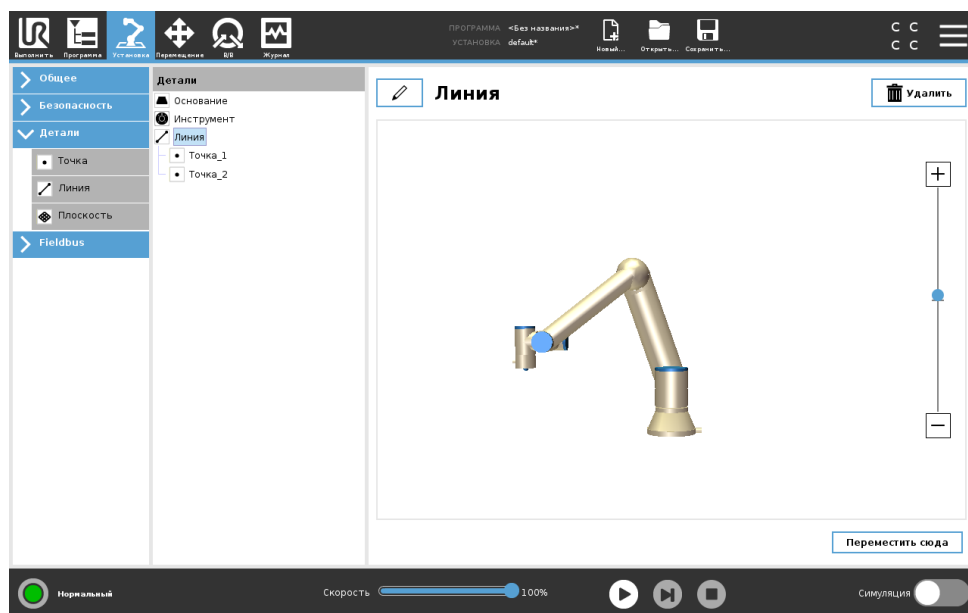 UR
Выполнить
Программа
Установка
Перемещение
В/В
Журнал
ПРОГРАММА <Без названия>*
УСТАНОВКА default*
Новый...
Открыть...
Сохранить...
C C
C C
Общее
Безопасность
Детали
Точка
Линия
Плоскость
Fieldbus
Детали
Основание
Инструмент
Линия
Точка_1
Точка_2
Линия
Удалить
Переместить сюда
Нормальный
Скорость
100%
Симуляция